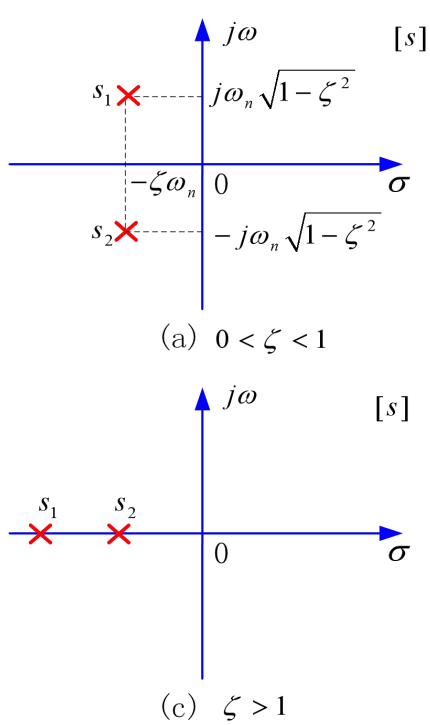 jω [s]
s₁ jωₙ√(1−ζ²)
−ζωₙ 0 σ
s₂ −jωₙ√(1−ζ²)
(a) 0 < ζ < 1
jω [s]
s₁ s₂
0 σ
(c) ζ > 1